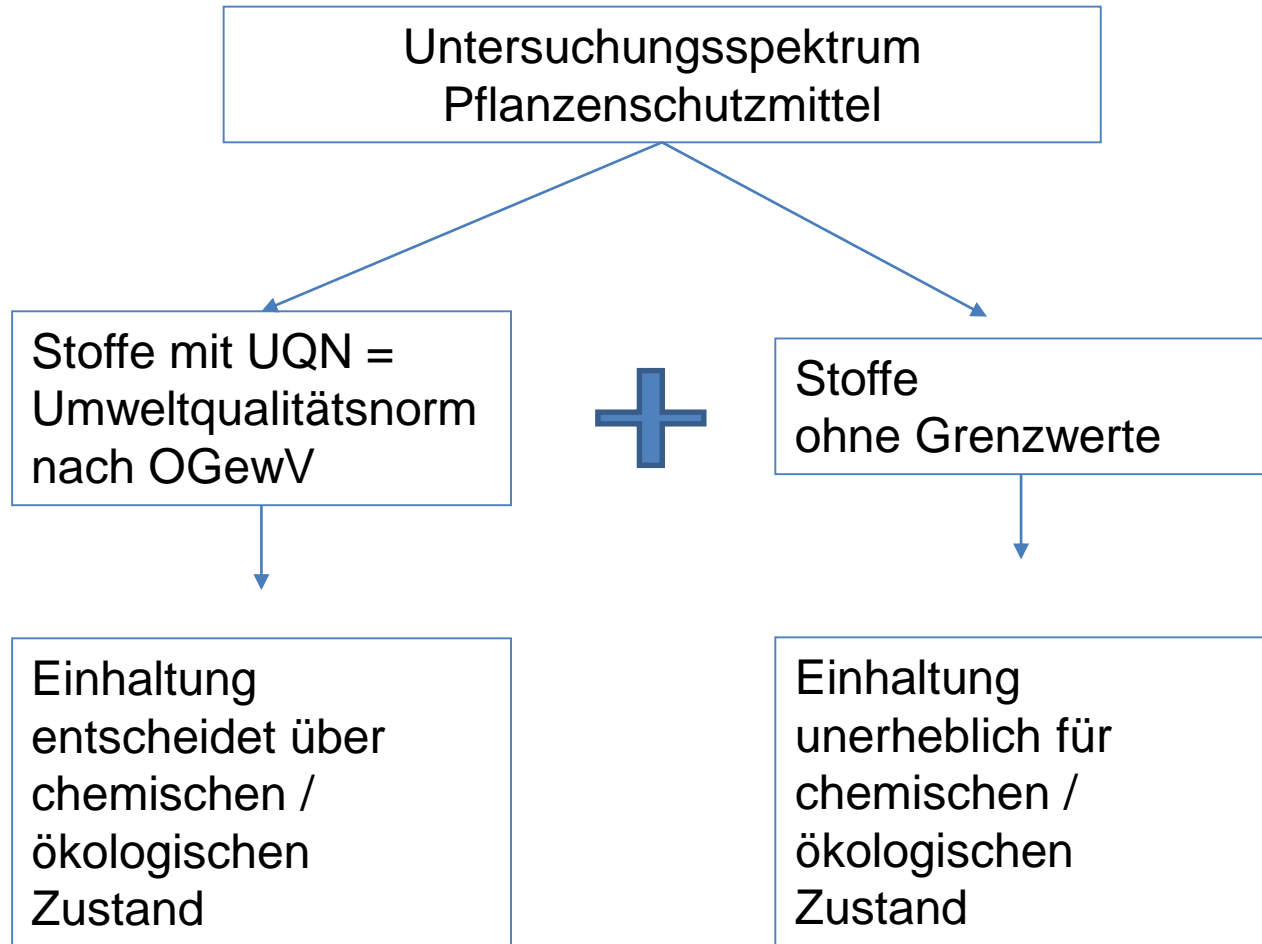 Untersuchungsspektrum
Pflanzenschutzmittel
Stoffe mit UQN =
Umweltqualitätsnorm
nach OGewV
Stoffe
ohne Grenzwerte
Einhaltung
entscheidet über
chemischen /
ökologischen
Zustand
Einhaltung
unerheblich für
chemischen /
ökologischen
Zustand